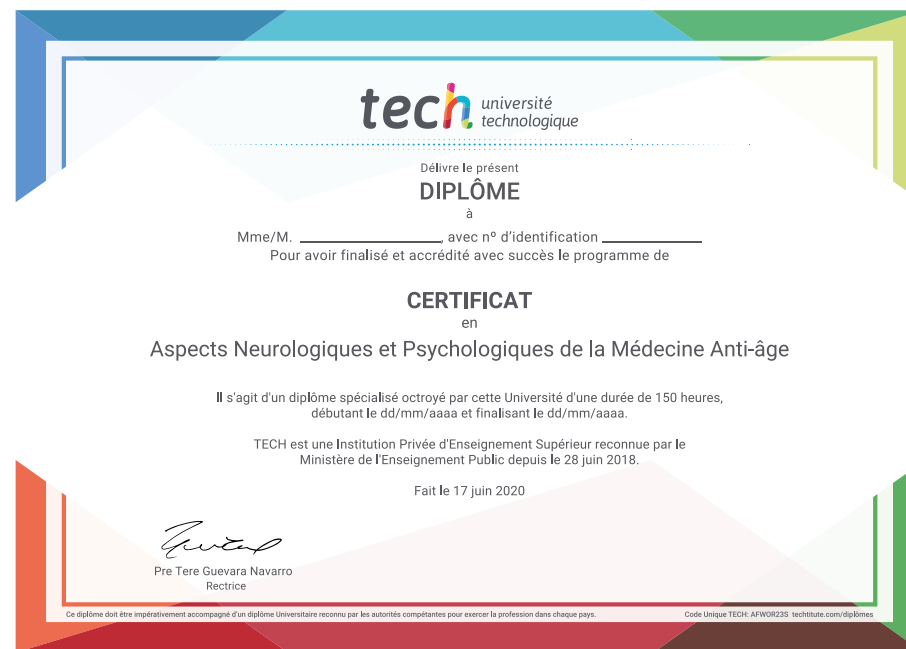 tech université
technologique
Délivre le présent
DIPLÔME
à
Mme/M. ____________________, avec nº d'identification ______________
Pour avoir finalisé et accrédité avec succès le programme de
CERTIFICAT
en
Aspects Neurologiques et Psychologiques de la Médecine Anti-âge
Il s'agit d'un diplôme spécialisé octroyé par cette Université d'une durée de 150 heures,
débutant le dd/mm/aaaa et finalisant le dd/mm/aaaa.
TECH est une Institution Privée d'Enseignement Supérieur reconnue par le
Ministère de l'Enseignement Public depuis le 28 juin 2018.
Fait le 17 juin 2020
Pre Tere Guevara Navarro
Rectrice
Ce diplôme doit être impérativement accompagné d'un diplôme Universitaire reconnu par les autorités compétantes pour exercer la profession dans chaque pays.
Code Unique TECH: AFWOR23S techtitute.com/diplômes